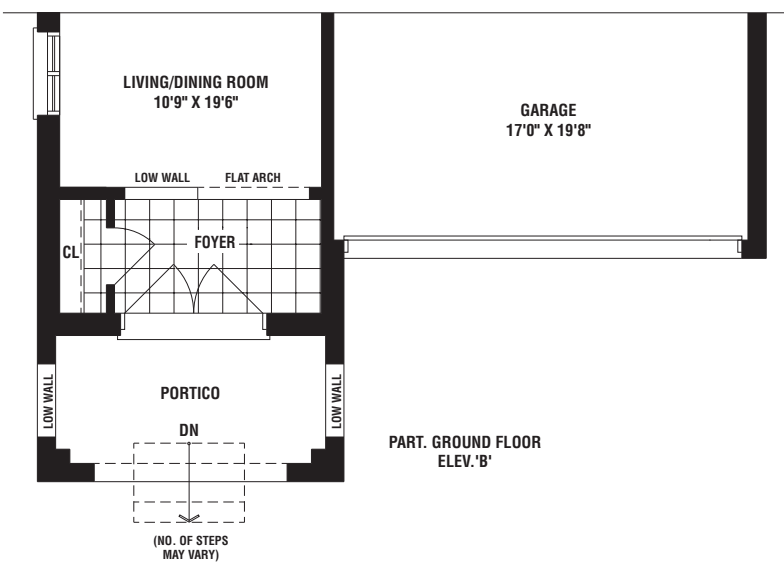 LIVING/DINING ROOM
10'9" X 19'6"
GARAGE
17'0" X 19'8"
LOW WALL
FLAT ARCH
FOYER
CL
LOW WALL
PORTICO
LOW WALL
DN
PART. GROUND FLOOR
ELEV.'B'
(NO. OF STEPS
MAY VARY)